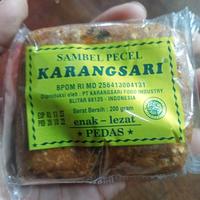 SAMBEL PECEL
KARANGSARI
BPOM RI MD 256413004131
Diproduksi oleh : PT KARANGSARI FOOD INDUSTRY
BLITAR 66125 - INDONESIA
Berat Bersih : 200 gram
enak - lezat
PEDAS